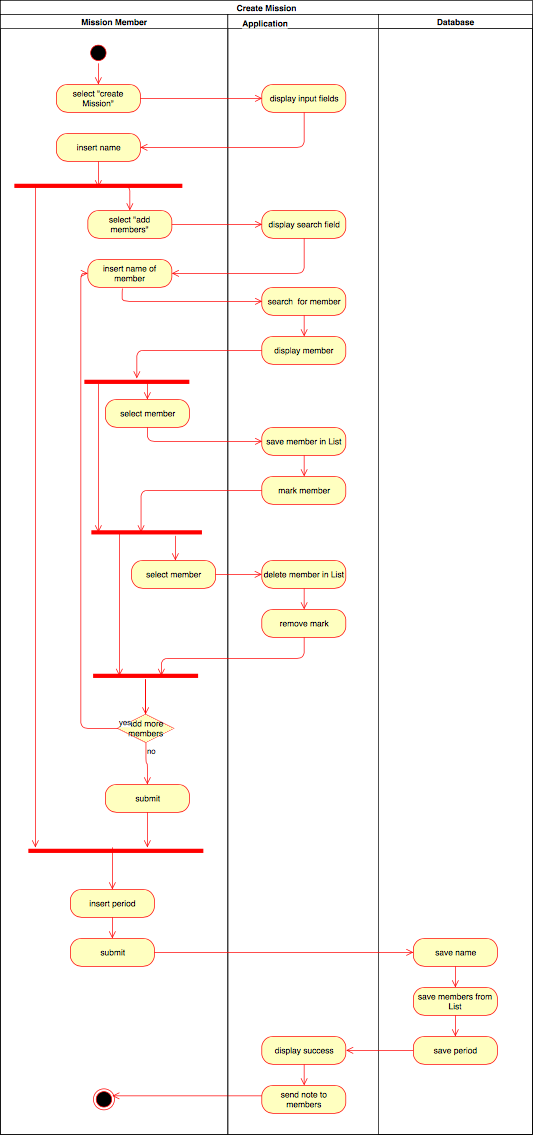 Create Mission
Mission Member
Application
Database
select "create
Mission"
display input fields
insert name
select "add
members"
display search field
insert name of
member
search for member
display member
select member
save member in List
mark member
select member
delete member in List
remove mark
yes
add more
members
no
submit
insert period
submit
save name
save members from
List
display success
save period
send note to
members